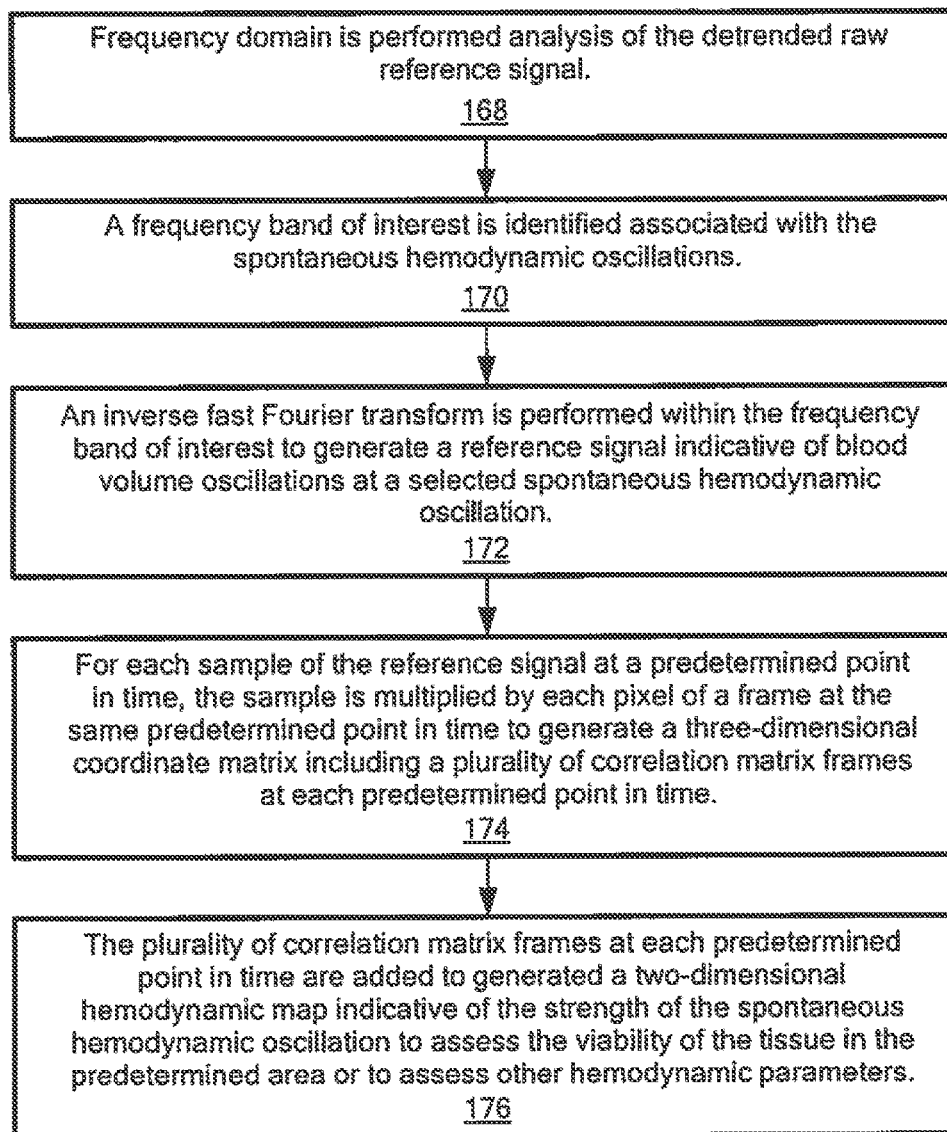 Frequency domain is performed analysis of the detrended raw
reference signal.
168
A frequency band of interest is identified associated with the
spontaneous hemodynamic oscillations.
170
An inverse fast Fourier transform is performed within the frequency
band of interest to generate a reference signal indicative of blood
volume oscillations at a selected spontaneous hemodynamic
oscillation.
172
For each sample of the reference signal at a predetermined point
in time, the sample is multiplied by each pixel of a frame at the
same predetermined point in time to generate a three-dimensional
coordinate matrix including a plurality of correlation matrix frames
at each predetermined point in time.
174
The plurality of correlation matrix frames at each predetermined
point in time are added to generated a two-dimensional
hemodynamic map indicative of the strength of the spontaneous
hemodynamic oscillation to assess the viability of the tissue in the
predetermined area or to assess other hemodynamic parameters.
176